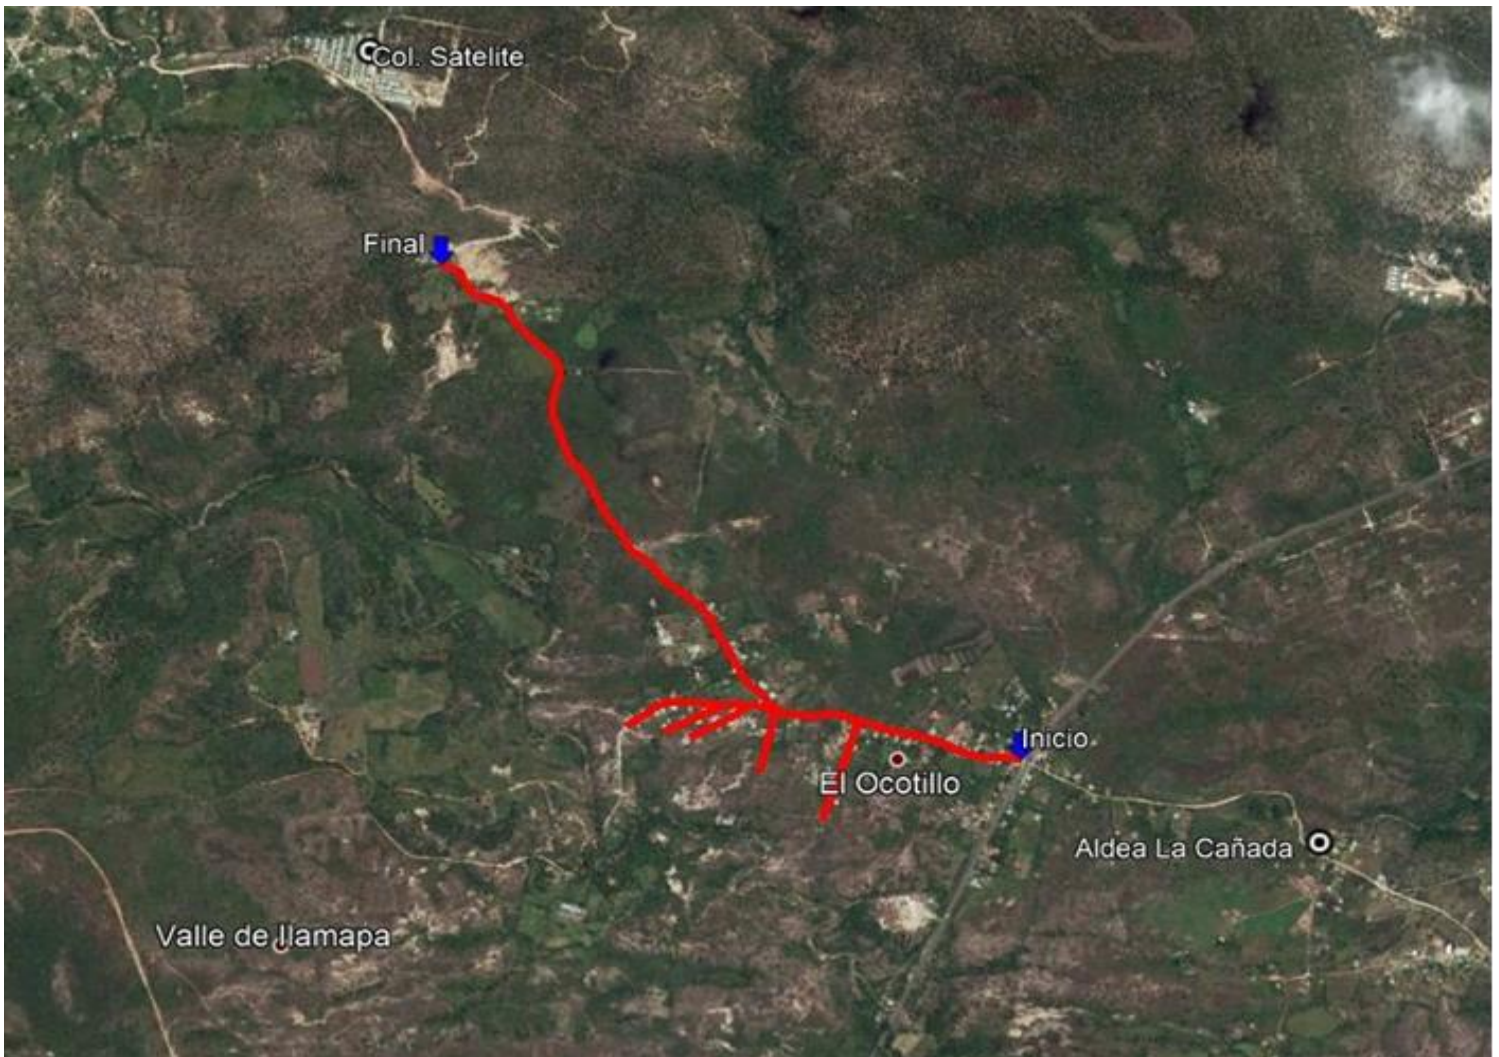 Col. Satelite
Final
Inicio
El Ocotillo
Aldea La Cañada
Valle de Ilamapa